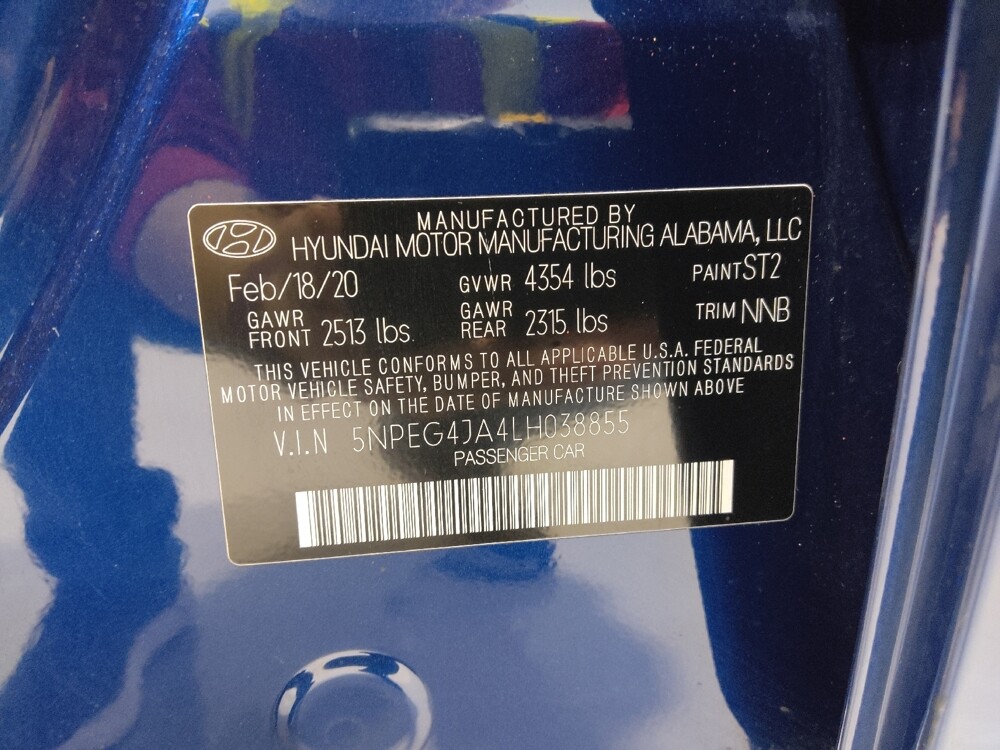 MANUFACTURED BY
HYUNDAI MOTOR MANUFACTURING ALABAMA, LLC
Feb/18/20 GVWR 4354 lbs PAINT ST2
GAWR FRONT 2513 lbs. GAWR REAR 2315 lbs TRIM NNB
THIS VEHICLE CONFORMS TO ALL APPLICABLE U.S.A. FEDERAL
MOTOR VEHICLE SAFETY, BUMPER, AND THEFT PREVENTION STANDARDS
IN EFFECT ON THE DATE OF MANUFACTURE SHOWN ABOVE
V.I.N 5NPEG4JA4LH038855
PASSENGER CAR